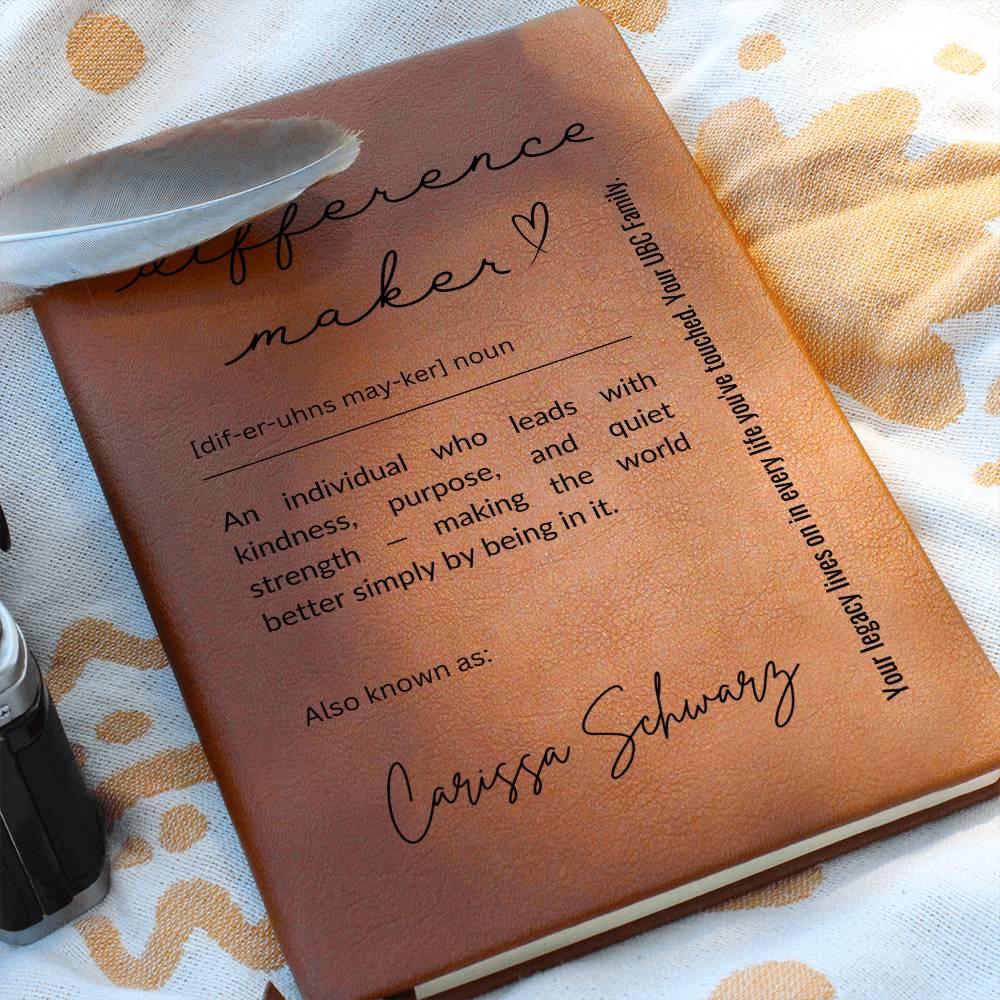 difference
maker
[dif-er-uhns may-ker] noun
An individual who leads with
kindness, purpose, and quiet
strength – making the world
better simply by being in it.
Also known as:
Carissa Schwarz
Your legacy lives on in every life you've touched. Your UBC Family.